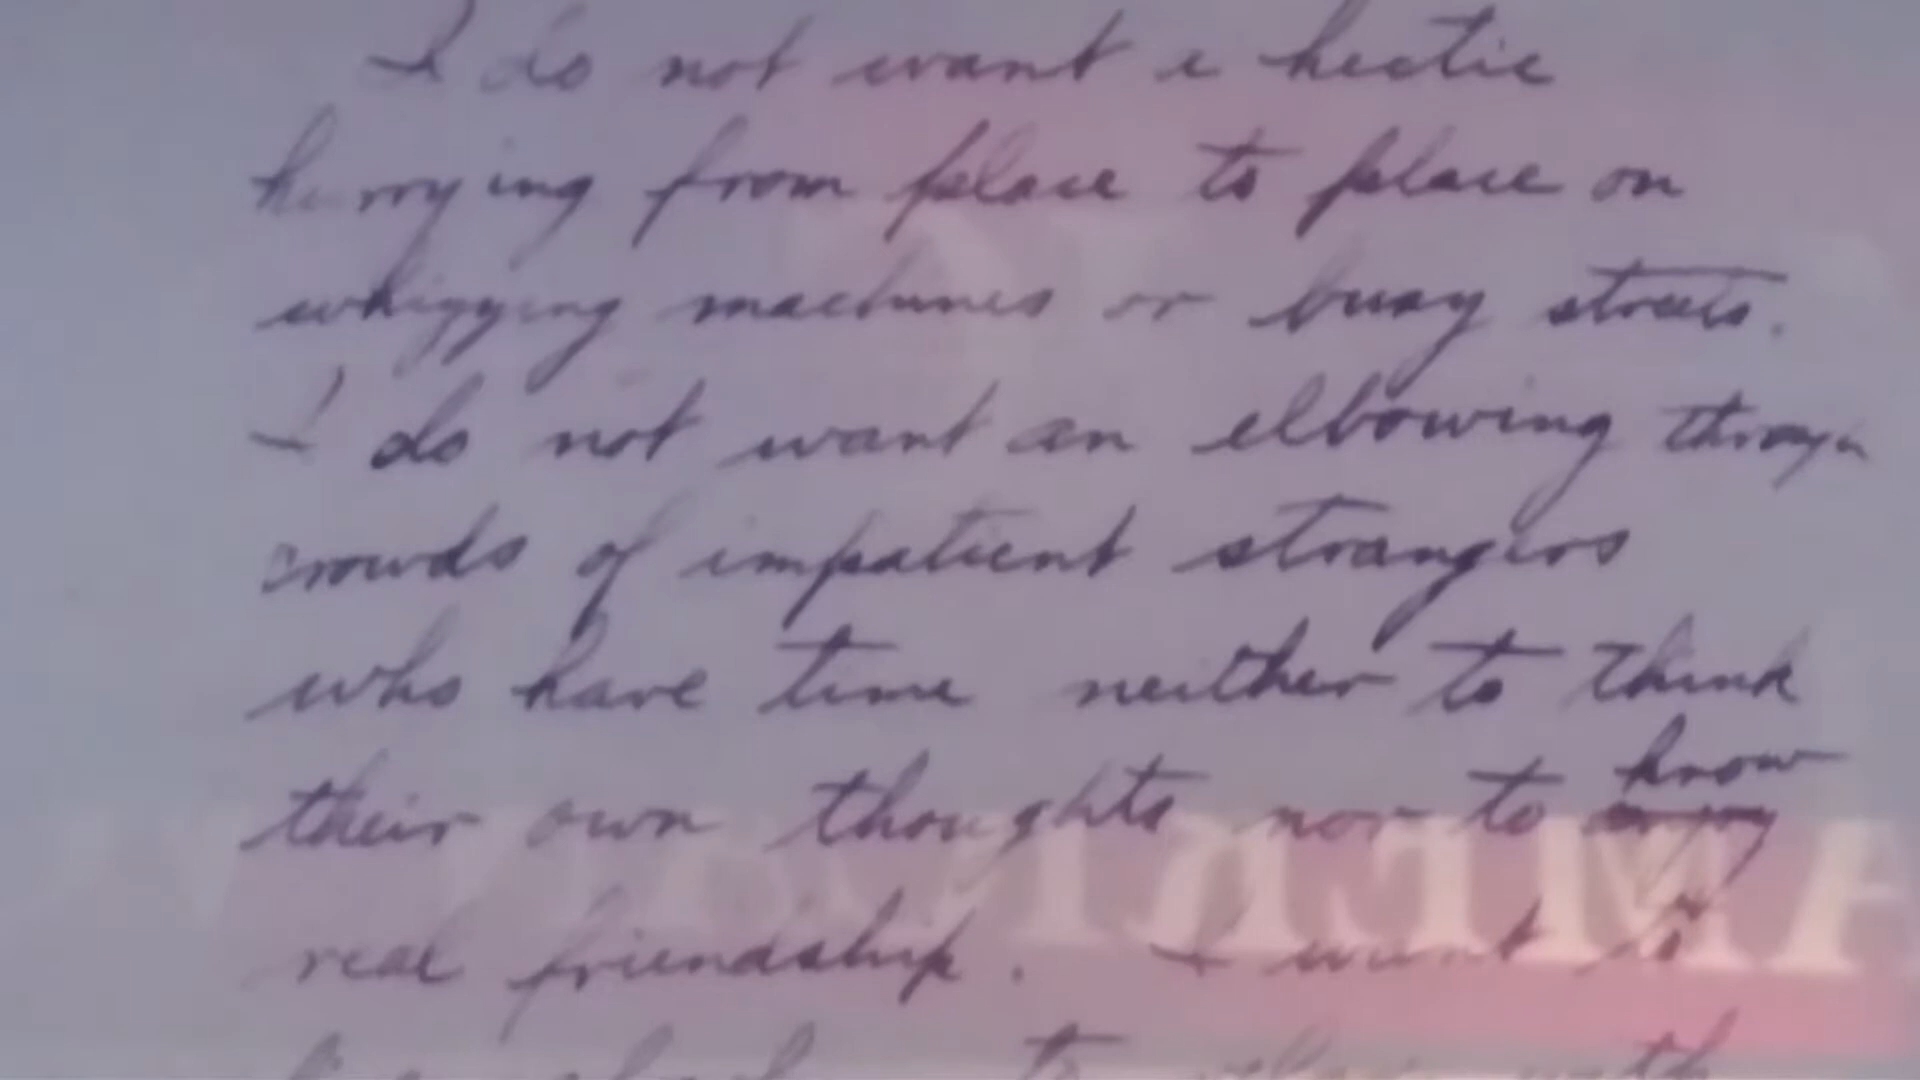 I do not want a hectic
hurrying from place to place on
whizzing machines or busy streets.
I do not want an elbowing through
crowds of impatient strangers
who have time neither to think
their own thoughts nor to know
real friendship. I want to